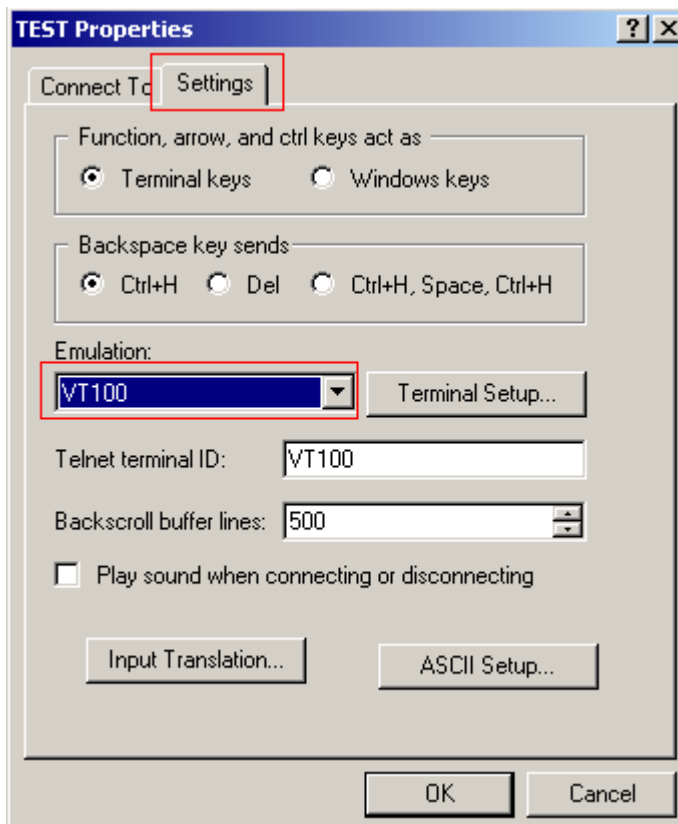 TEST Properties
Connect To Settings
Function, arrow, and ctrl keys act as
Terminal keys Windows keys
Backspace key sends
Ctrl+H Del Ctrl+H, Space, Ctrl+H
Emulation:
VT100 Terminal Setup...
Telnet terminal ID: VT100
Backscroll buffer lines: 500
Play sound when connecting or disconnecting
Input Translation... ASCII Setup...
OK Cancel